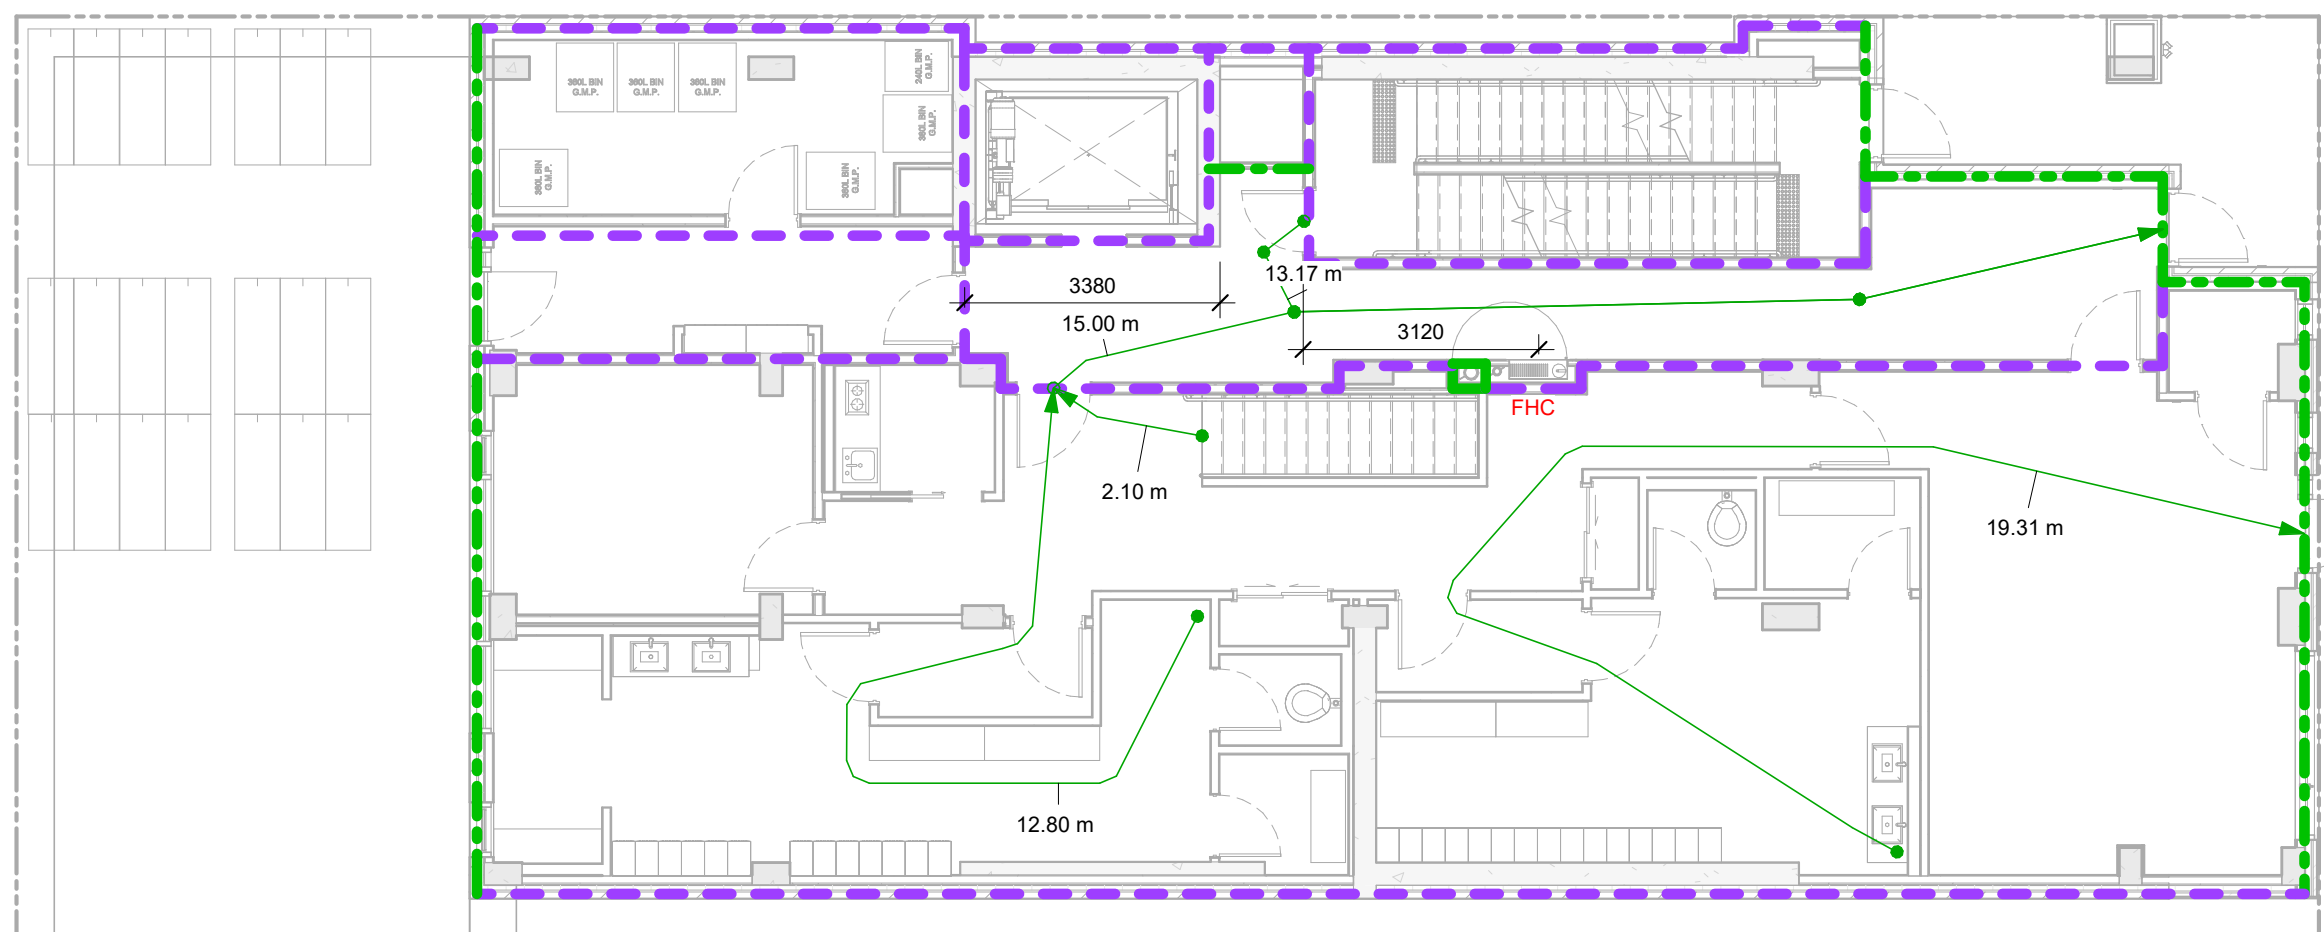 360L BIN
G.M.P.
360L BIN
G.M.P.
360L BIN
G.M.P.
240L BIN
G.M.P.
360L BIN
G.M.P.
360L BIN
G.M.P.
360L BIN
G.M.P.
13.17 m
3380
15.00 m
3120
FHC
2.10 m
19.31 m
12.80 m